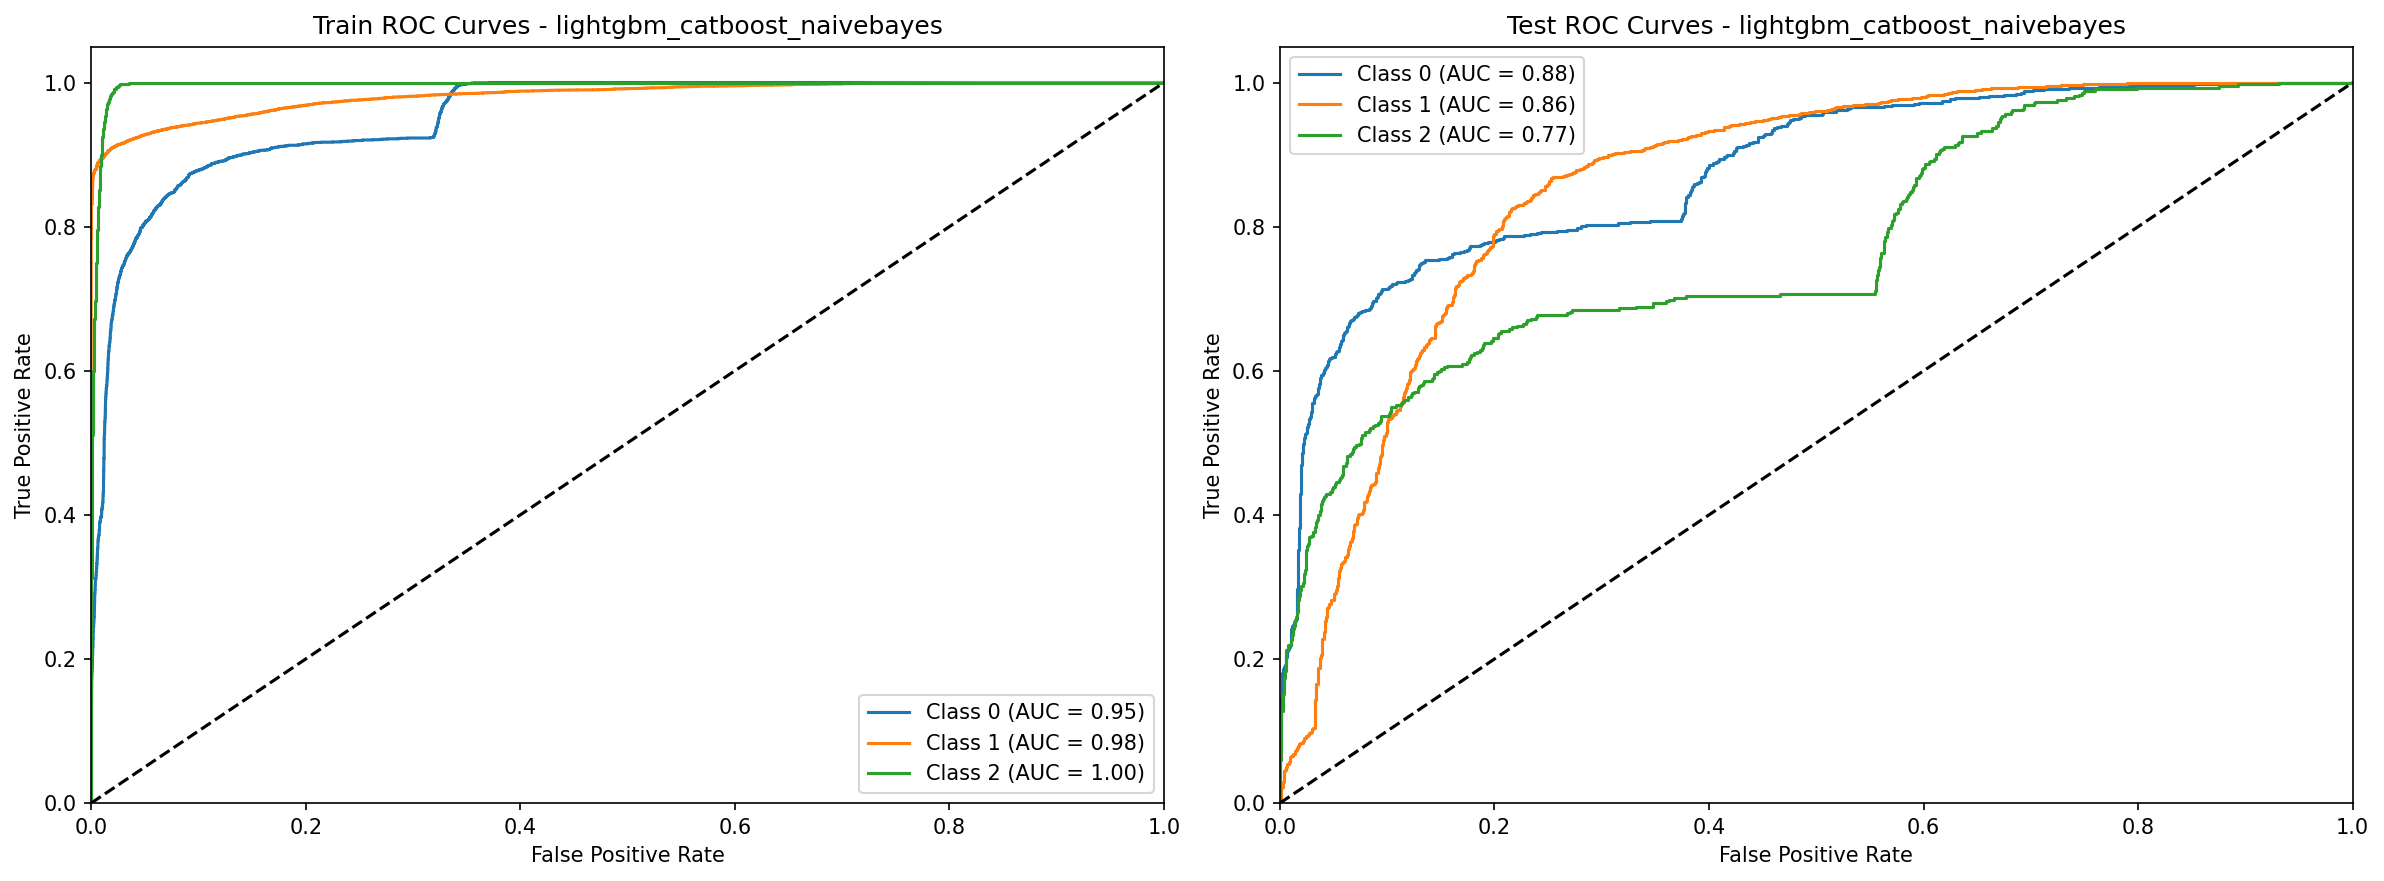 Train ROC Curves - lightgbm_catboost_naivebayes
True Positive Rate
1.0
0.8
0.6
0.4
0.2
0.0
Class 0 (AUC = 0.95)
Class 1 (AUC = 0.98)
Class 2 (AUC = 1.00)
0.0 0.2 0.4 0.6 0.8 1.0
False Positive Rate
Test ROC Curves - lightgbm_catboost_naivebayes
Class 0 (AUC = 0.88)
Class 1 (AUC = 0.86)
Class 2 (AUC = 0.77)
True Positive Rate
1.0
0.8
0.6
0.4
0.2
0.0
0.0 0.2 0.4 0.6 0.8 1.0
False Positive Rate